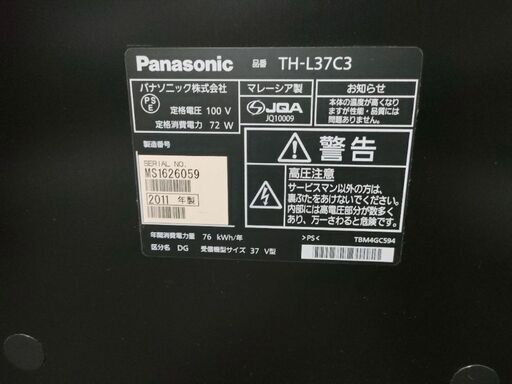 Panasonic 品番 TH-L37C3
パナソニック株式会社
PS E
定格電圧 100 V
定格消費電力 72 W
マレーシア製
JQA
JQ10009
お知らせ
本体の温度が高くなり
ますが性能・品質には
問題ありません。
製造番号
SERIAL NO.
MS1626059
2011 年製
警告
高圧注意
サービスマン以外の方は、
裏ぶたをあけないでください。
内部には高電圧部分が数多く
あり、万一さわると危険です。
年間消費電力量 76 kWh/年
区分名 DG 受信機型サイズ 37 V型
>PS<
TBM4GC594